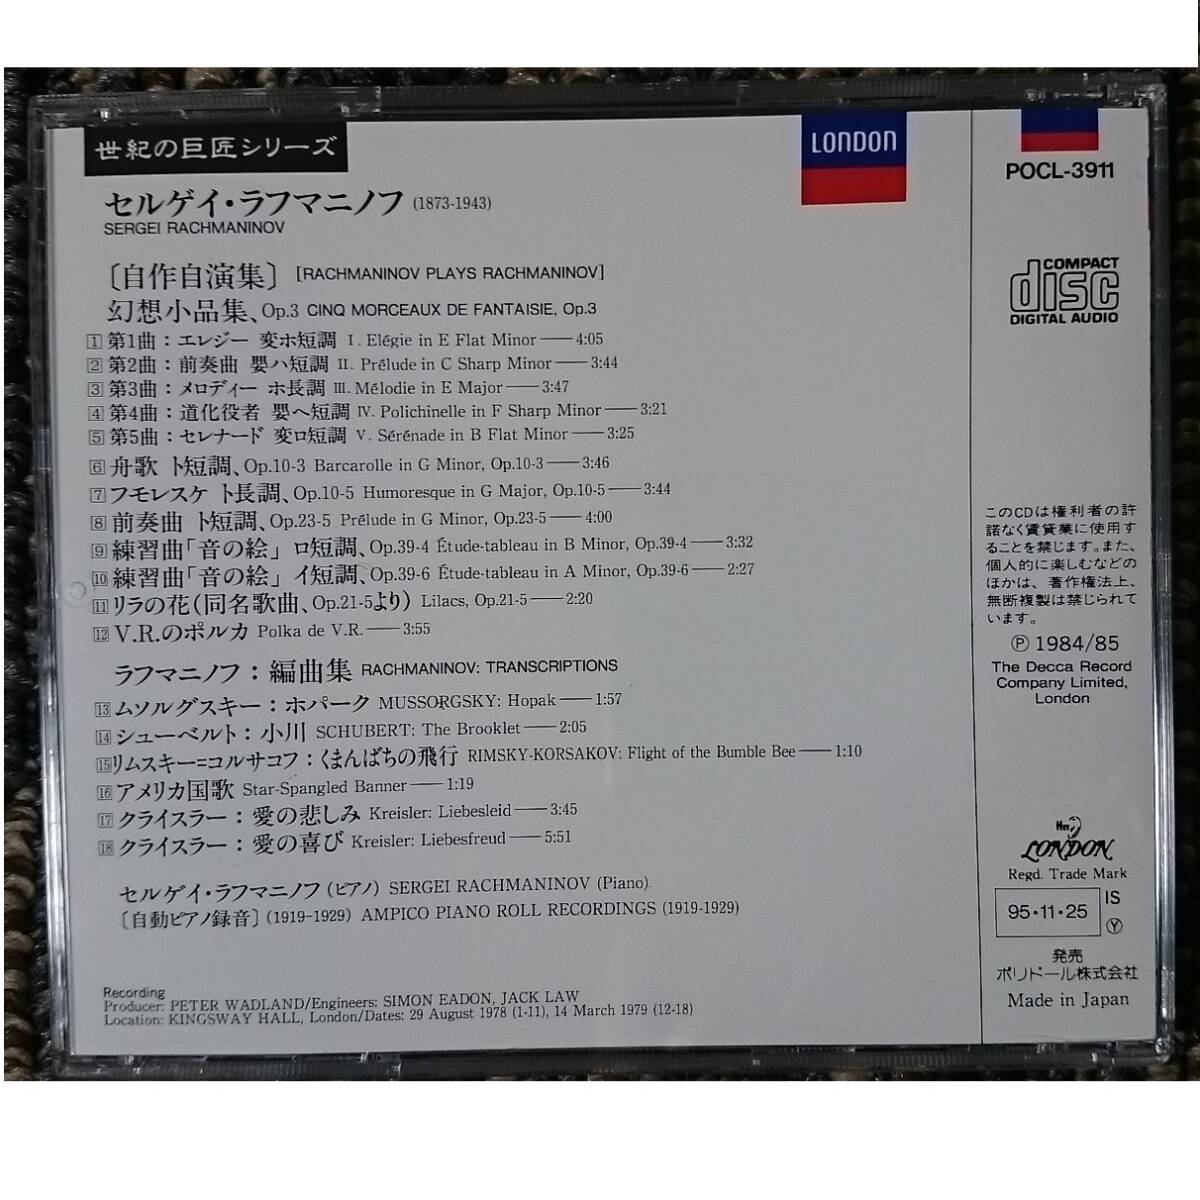 世紀の巨匠シリーズ
セルゲイ・ラフマニノフ (1873-1943)
SERGEI RACHMANINOV
〔自作自演集〕 [RACHMANINOV PLAYS RACHMANINOV]
幻想小品集、Op.3 CINQ MORCEAUX DE FANTAISIE, Op.3
1 第1曲：エレジー 変ホ短調 I. Elégie in E Flat Minor——4:05
2 第2曲：前奏曲 嬰ハ短調 II. Prélude in C Sharp Minor——3:44
3 第3曲：メロディー ホ長調 III. Mélodie in E Major——3:47
4 第4曲：道化役者 嬰ヘ短調 IV. Polichinelle in F Sharp Minor——3:21
5 第5曲：セレナード 変ロ短調 V. Sérénade in B Flat Minor——3:25
6 舟歌 ト短調、Op.10-3 Barcarolle in G Minor, Op.10-3——3:46
7 フモレスケ ト長調、Op.10-5 Humoresque in G Major, Op.10-5——3:44
8 前奏曲 ト短調、Op.23-5 Prélude in G Minor, Op.23-5——4:00
9 練習曲「音の絵」 ロ短調、Op.39-4 Étude-tableau in B Minor, Op.39-4——3:32
10 練習曲「音の絵」 イ短調、Op.39-6 Étude-tableau in A Minor, Op.39-6——2:27
11 リラの花（同名歌曲、Op.21-5より） Lilacs, Op.21-5——2:20
12 V.R.のポルカ Polka de V.R.——3:55
ラフマニノフ：編曲集 RACHMANINOV: TRANSCRIPTIONS
13 ムソルグスキー：ホパーク MUSSORGSKY: Hopak——1:57
14 シューベルト：小川 SCHUBERT: The Brooklet——2:05
15 リムスキー＝コルサコフ：くまんばちの飛行 RIMSKY-KORSAKOV: Flight of the Bumble Bee——1:10
16 アメリカ国歌 Star-Spangled Banner——1:19
17 クライスラー：愛の悲しみ Kreisler: Liebesleid——3:45
18 クライスラー：愛の喜び Kreisler: Liebesfreud——5:51
セルゲイ・ラフマニノフ（ピアノ） SERGEI RACHMANINOV (Piano)
〔自動ピアノ録音〕(1919-1929) AMPICO PIANO ROLL RECORDINGS (1919-1929)
Recording
Producer: PETER WADLAND/Engineers: SIMON EADON, JACK LAW
Location: KINGSWAY HALL, London/Dates: 29 August 1978 (1-11), 14 March 1979 (12-18)
LONDON
POCL-3911
COMPACT
disc
DIGITAL AUDIO
このCDは権利者の許
諾なく賃貸業に使用す
ることを禁じます。また、
個人的に楽しむなどの
ほかは、著作権法上、
無断複製は禁じられて
います。
Ⓟ 1984/85
The Decca Record
Company Limited,
London
LONDON
Regd. Trade Mark
95・11・25 IS
Ⓨ
発売
ポリドール株式会社
Made in Japan